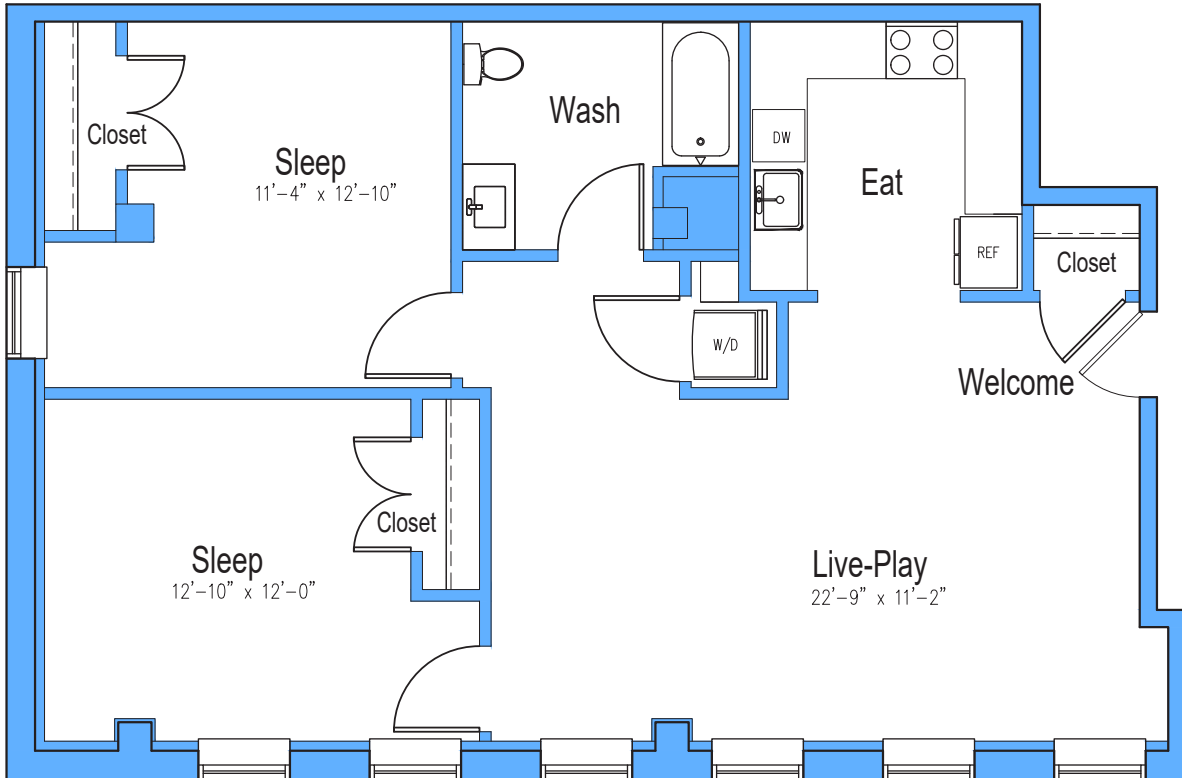 Closet
Sleep
11'-4" x 12'-10"
Wash
DW
Eat
REF
Closet
W/D
Welcome
Closet
Sleep
12'-10" x 12'-0"
Live-Play
22'-9" x 11'-2"